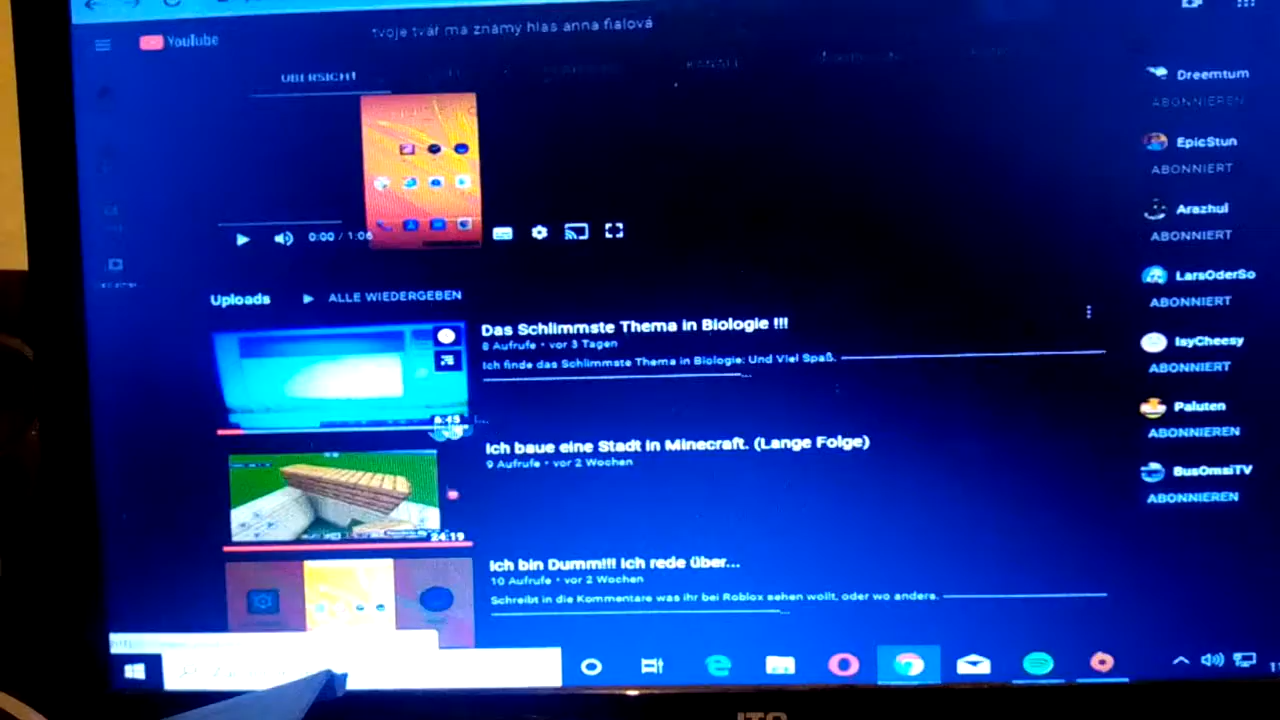 YouTube
tvoje tvář má známý hlas anna fialová
ÜBERSICHT
KANÄLE
Dreemtum
ABONNIEREN
EpicStun
ABONNIERT
Arazhul
ABONNIERT
0:00 / 1:06
LarsOderSo
ABONNIERT
Uploads
ALLE WIEDERGEBEN
Das Schlimmste Thema in Biologie !!!
8 Aufrufe • vor 3 Tagen
Ich finde das Schlimmste Thema in Biologie: Und Viel Spaß.
8:45
IsyCheesy
ABONNIERT
Paluten
ABONNIEREN
Ich baue eine Stadt in Minecraft. (Lange Folge)
9 Aufrufe • vor 2 Wochen
24:19
BusOmsiTV
ABONNIEREN
Ich bin Dumm!!! Ich rede über...
10 Aufrufe • vor 2 Wochen
Schreibt in die Kommentare was ihr bei Roblox sehen wollt, oder wo anders.